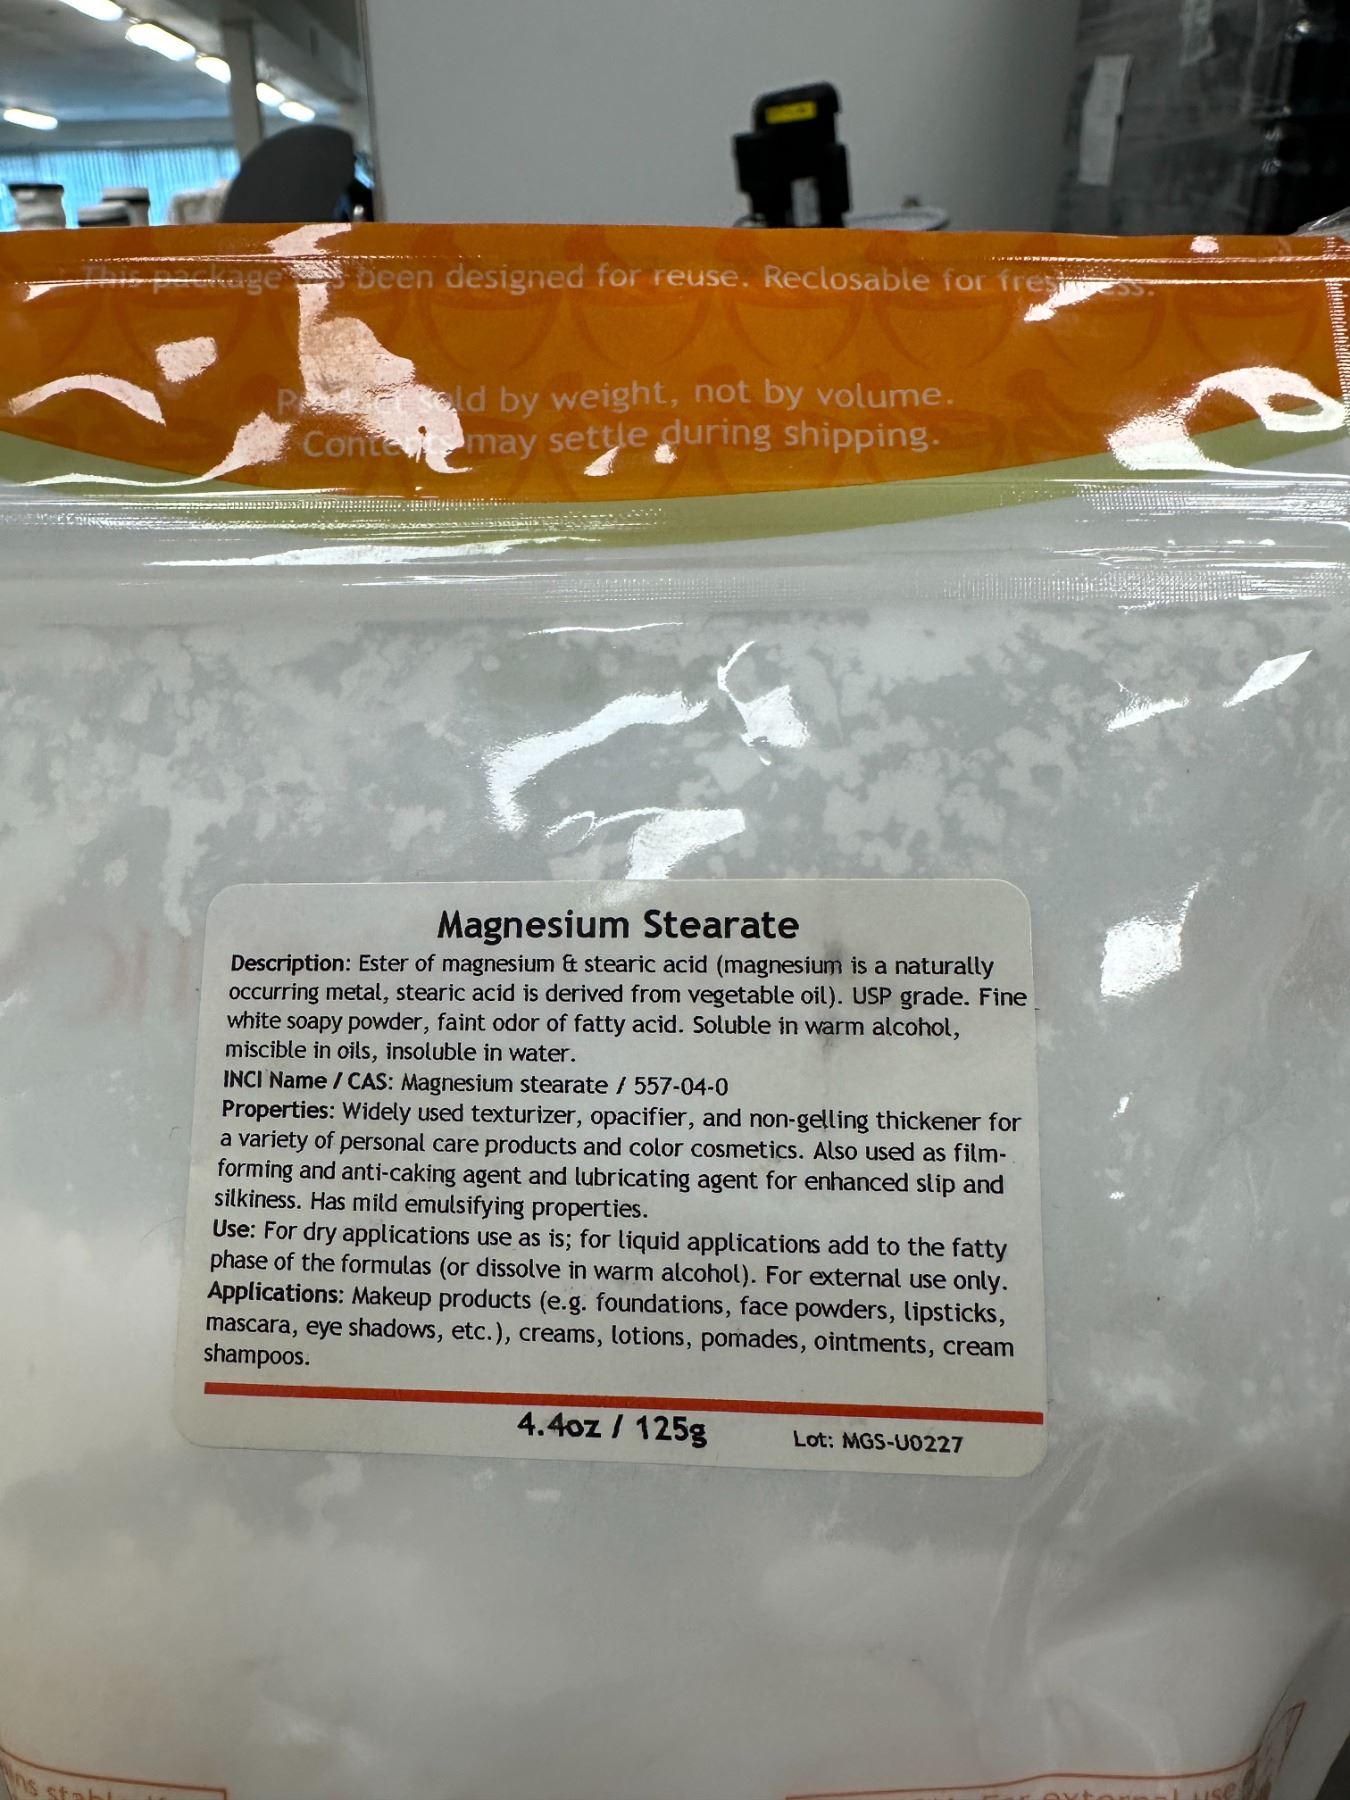 This package been designed for reuse. Reclosable for
sold by weight, not by volume.
may settle during shipping.
Magnesium Stearate
Description: Ester of magnesium & stearic acid (magnesium is a naturally
occurring metal, stearic acid is derived from vegetable oil). USP grade. Fine
white soapy powder, faint odor of fatty acid. Soluble in warm alcohol,
miscible in oils, insoluble in water.
INCI Name / CAS: Magnesium stearate / 557-04-0
Properties: Widely used texturizer, opacifier, and non-gelling thickener for
a variety of personal care products and color cosmetics. Also used as film-
forming and anti-caking agent and lubricating agent for enhanced slip and
silkiness. Has mild emulsifying properties.
Use: For dry applications use as is; for liquid applications add to the fatty
phase of the formulas (or dissolve in warm alcohol). For external use only.
Applications: Makeup products (e.g. foundations, face powders, lipsticks,
mascara, eye shadows, etc.), creams, lotions, pomades, ointments, cream
shampoos.
4.4oz / 125g
Lot: MGS-U0227
For external use